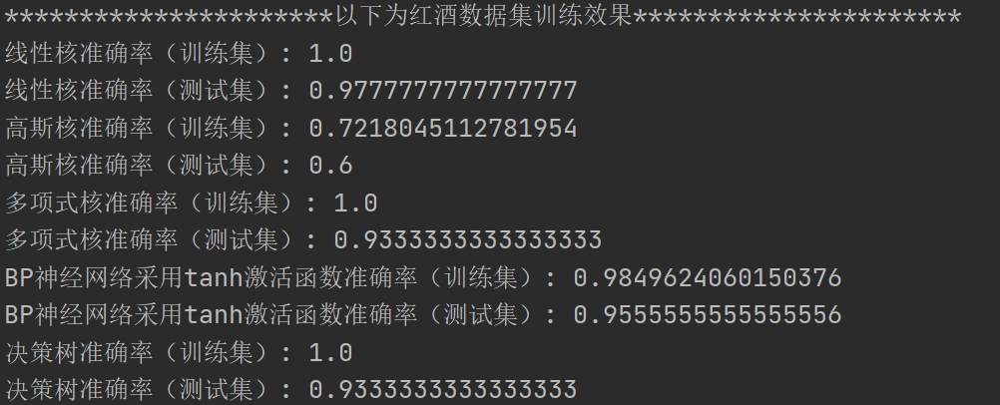 **********************以下为红酒数据集训练效果**********************
线性核准确率（训练集）: 1.0
线性核准确率（测试集）: 0.9777777777777777
高斯核准确率（训练集）: 0.7218045112781954
高斯核准确率（测试集）: 0.6
多项式核准确率（训练集）: 1.0
多项式核准确率（测试集）: 0.9333333333333333
BP神经网络采用tanh激活函数准确率（训练集）: 0.9849624060150376
BP神经网络采用tanh激活函数准确率（测试集）: 0.9555555555555556
决策树准确率（训练集）: 1.0
决策树准确率（测试集）: 0.9333333333333333